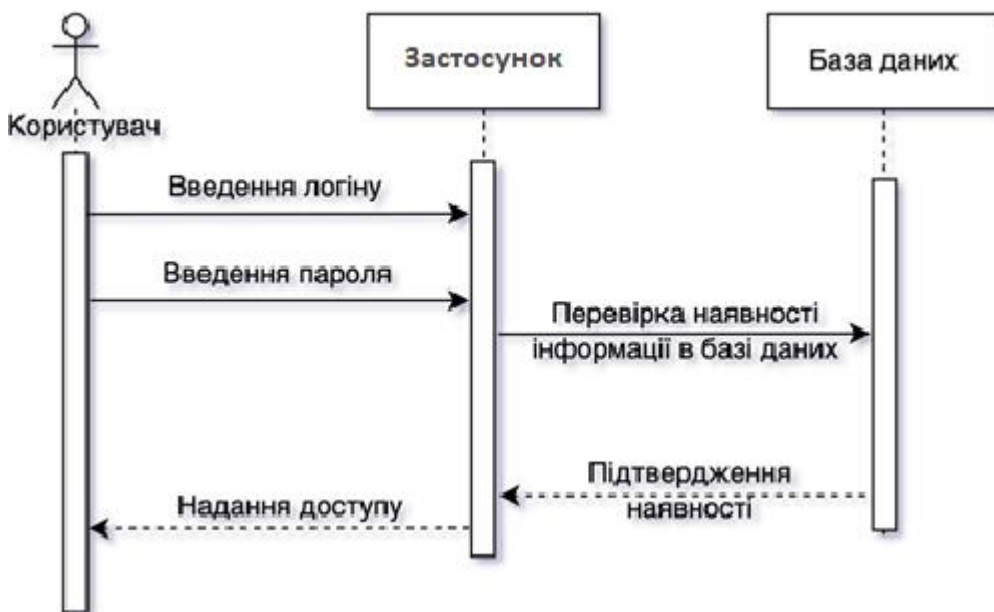 Застосунок
База даних
Користувач
Введення логіну
Введення пароля
Перевірка наявності
інформації в базі даних
Підтвердження
наявності
Надання доступу